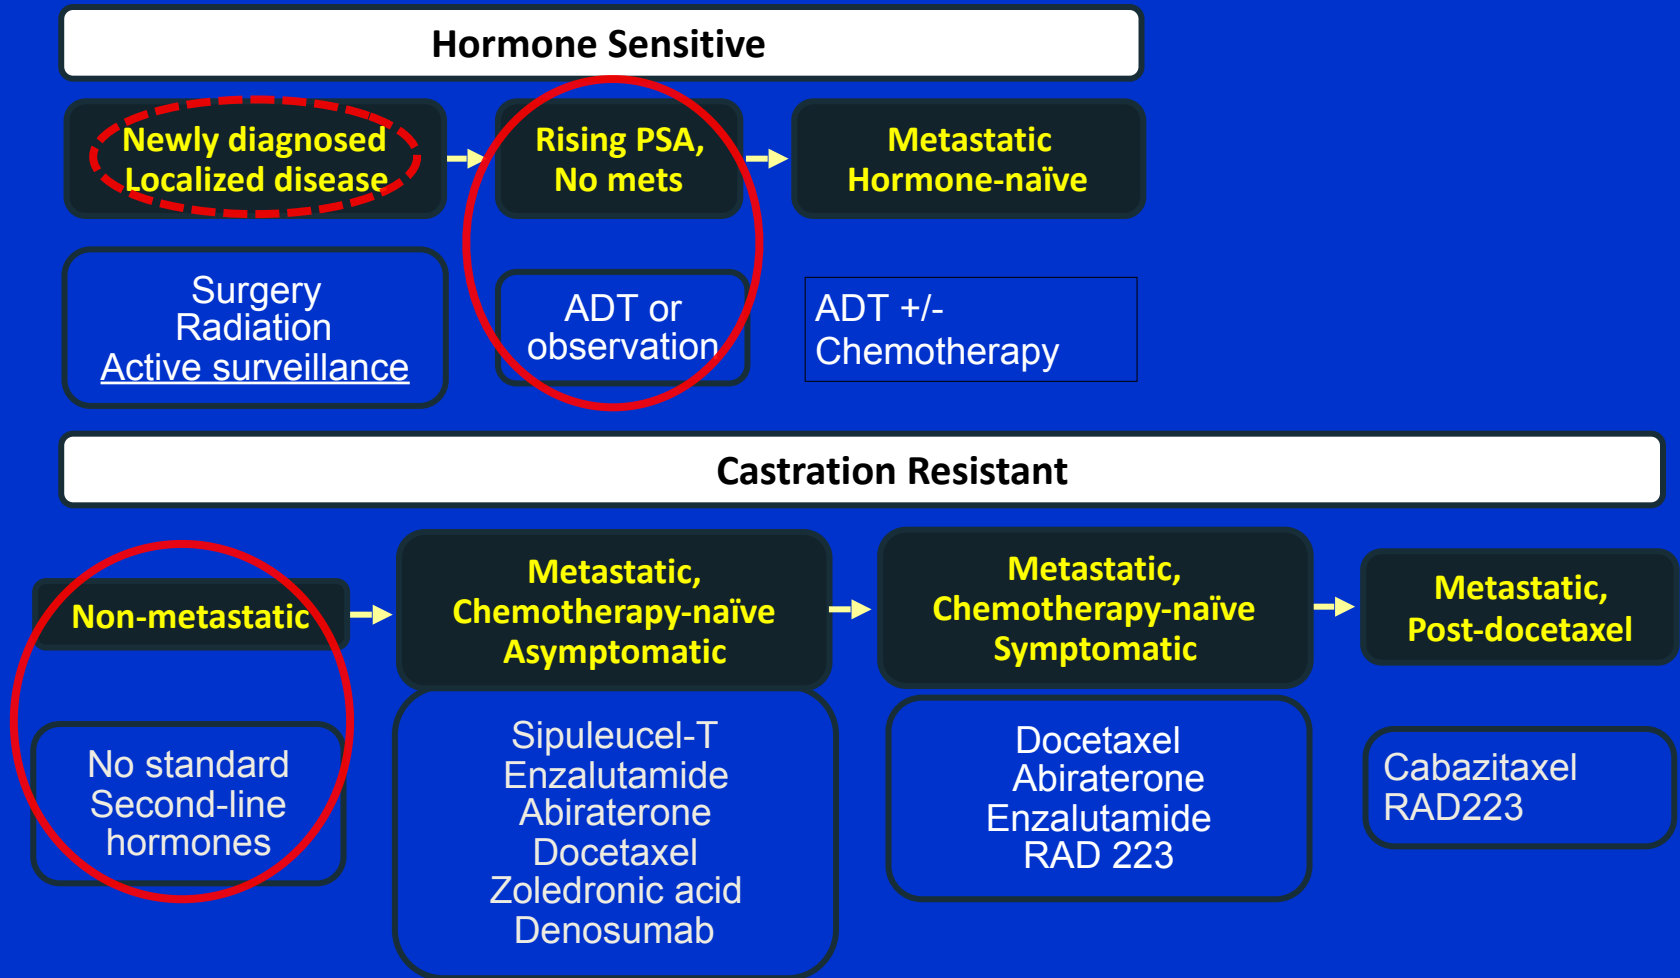 Hormone Sensitive
Newly diagnosed
Localized disease
Rising PSA,
No mets
Metastatic
Hormone-naïve
Surgery
Radiation
Active surveillance
ADT or
observation
ADT +/-
Chemotherapy
Castration Resistant
Non-metastatic
Metastatic,
Chemotherapy-naïve
Asymptomatic
Metastatic,
Chemotherapy-naïve
Symptomatic
Metastatic,
Post-docetaxel
No standard
Second-line
hormones
Sipuleucel-T
Enzalutamide
Abiraterone
Docetaxel
Zoledronic acid
Denosumab
Docetaxel
Abiraterone
Enzalutamide
RAD 223
Cabazitaxel
RAD223